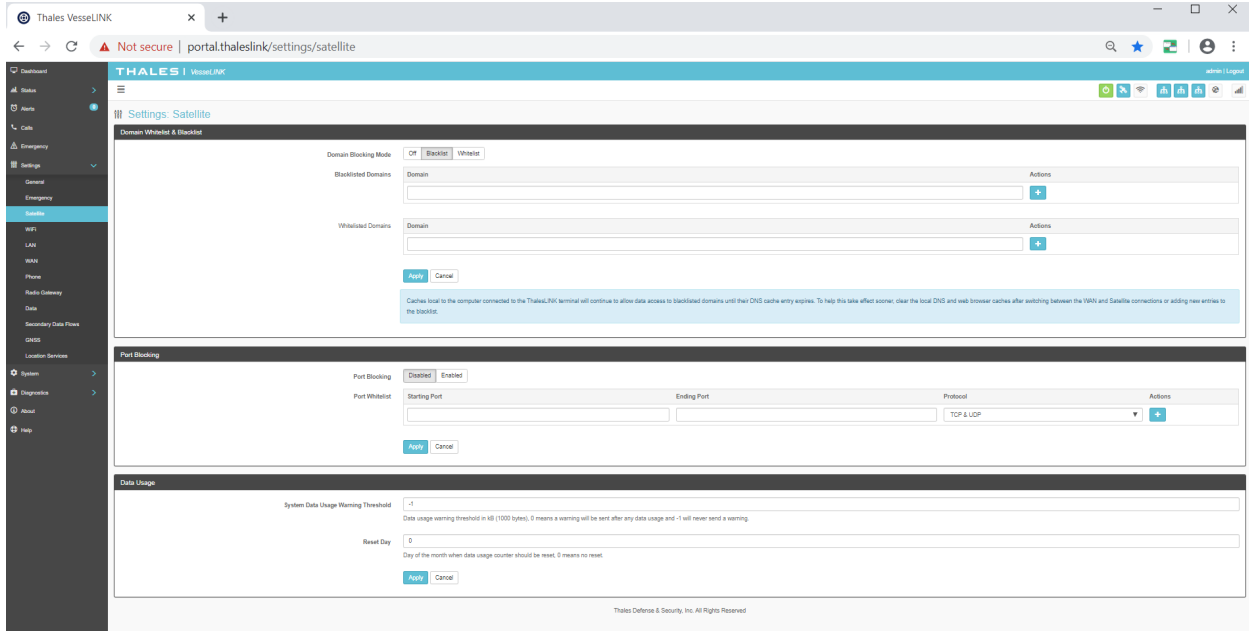 Thales VesseLINK
Not secure | portal.thaleslink/settings/satellite
Dashboard
Status
Alerts
Calls
Emergency
Settings
General
Emergency
Satellite
WiFi
LAN
WAN
Phone
Radio Gateway
Data
Secondary Data Flows
GNSS
Location Services
System
Diagnostics
About
Help
THALES | VesseLINK
admin | Logout
Settings: Satellite
Domain Whitelist & Blacklist
Domain Blocking Mode Off Blacklist Whitelist
Blacklisted Domains Domain Actions
Whitelisted Domains Domain Actions
Apply Cancel
Caches local to the computer connected to the ThalesLINK terminal will continue to allow data access to blacklisted domains until their DNS cache entry expires. To help this take effect sooner, clear the local DNS and web browser caches after switching between the WAN and Satellite connections or adding new entries to
the blacklist.
Port Blocking
Port Blocking Disabled Enabled
Port Whitelist Starting Port Ending Port Protocol Actions
TCP & UDP
Apply Cancel
Data Usage
System Data Usage Warning Threshold -1
Data usage warning threshold in kB (1000 bytes), 0 means a warning will be sent after any data usage and -1 will never send a warning.
Reset Day 0
Day of the month when data usage counter should be reset, 0 means no reset.
Apply Cancel
Thales Defense & Security, Inc. All Rights Reserved